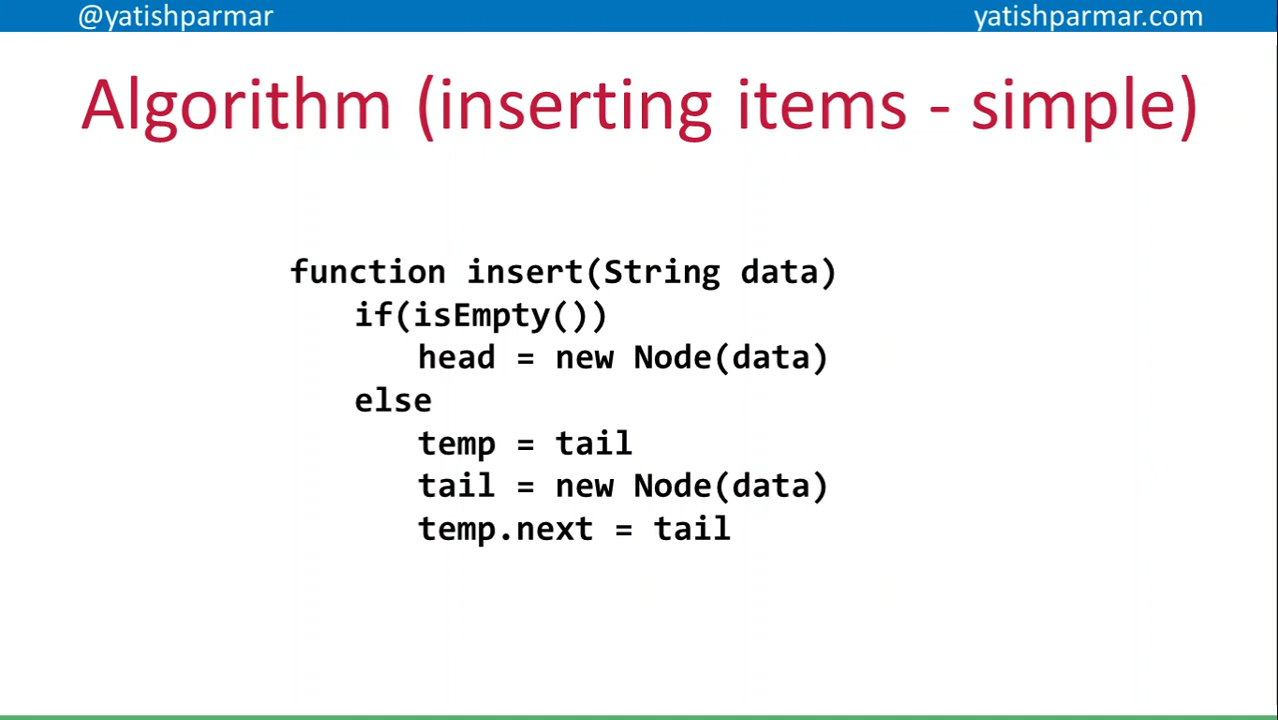 @yatishparmar
yatishparmar.com
Algorithm (inserting items - simple)
function insert(String data)
if(isEmpty())
head = new Node(data)
else
temp = tail
tail = new Node(data)
temp.next = tail